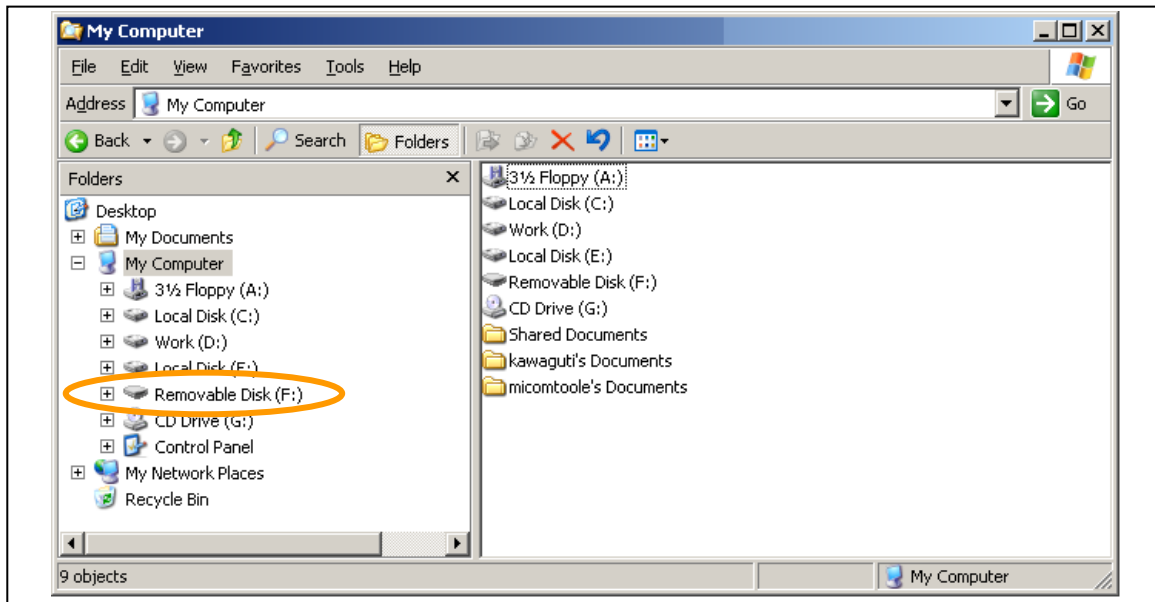 My Computer
File Edit View Favorites Tools Help
Address My Computer Go
Back Search Folders
Folders
Desktop
My Documents
My Computer
3½ Floppy (A:)
Local Disk (C:)
Work (D:)
Local Disk (E:)
Removable Disk (F:)
CD Drive (G:)
Control Panel
My Network Places
Recycle Bin
3½ Floppy (A:)
Local Disk (C:)
Work (D:)
Local Disk (E:)
Removable Disk (F:)
CD Drive (G:)
Shared Documents
kawaguti's Documents
micomtoole's Documents
9 objects
My Computer